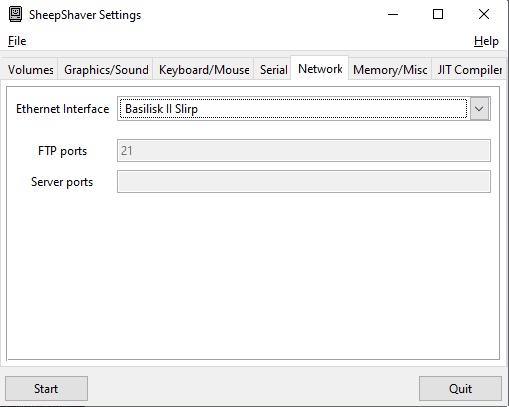 SheepShaver Settings
File Help
Volumes Graphics/Sound Keyboard/Mouse Serial Network Memory/Misc JIT Compiler
Ethernet Interface Basilisk II Slirp
FTP ports 21
Server ports
Start Quit